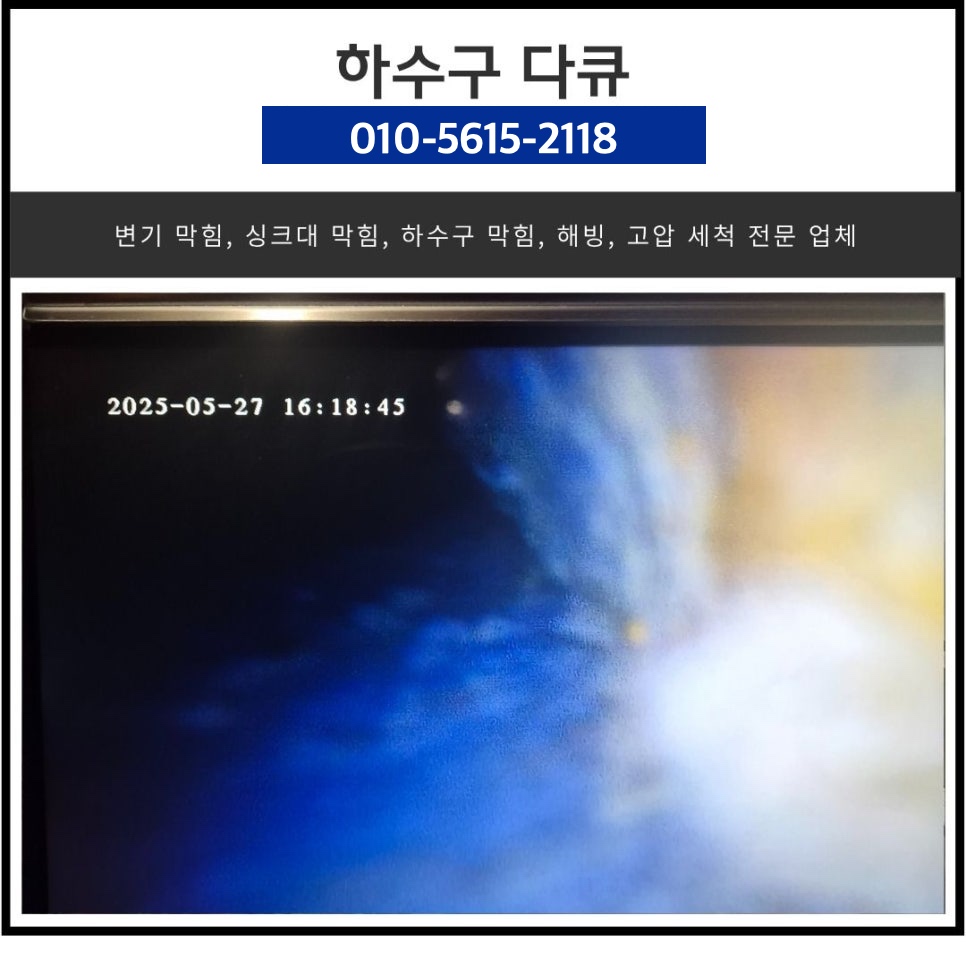 하수구 다큐
010-5615-2118
변기 막힘, 싱크대 막힘, 하수구 막힘, 해빙, 고압 세척 전문 업체
2025-05-27 16:18:45